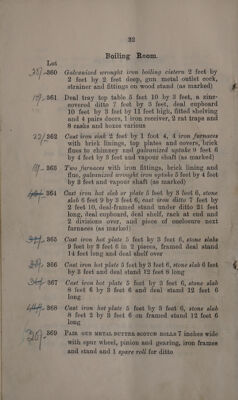 32
Boiling Room.
Lot
360 Galvanized wrought iron boiling cistern 2 feet by
2 feet by 2 feet deep, gun metal outlet cock,
strainer and fittings on wood stand (as marked)
361 Deal tray top table 5 feet 10 by 3 feet, a zinc-
covered ditto 7 feet by 3 feet, deal cupboard
10 feet by 3 feet by 11 feet high, fitted shelving
and 4 pairs doors, 1 iron receiver, 2 rat traps and
8 casks and boxes various
362 Cast iron sink 2 feet by 1 foot 4, 4 iron furnaces
with brick linings, top plates and covers, brick
flues to chimney and galvanized uptake 9 feet 6
by 4 feet by 3 feet and vapour shaft (as marked)
363 Two furnaces with iron fittings, brick lining and
flue, galvanized wrought iron uptake 5 feet by 4 feet
by 3 feet and vapour shaft (as marked)
364 Cast iron hot slab or plate 5 feet by 3 feet 6, stone
slab 6 feet 9 by 3 feet 6, cast iron ditto 7 feet by
2 feet 10, deal-framed stand under ditto 25 feet
long, deal cupboard, deal shelf, rack at end and
2 divisions over, and piece of enclosure next
furnaces (as marked)
365 Cast iron hot plate 5 feet by 3 feet 6, stone slabs
9 feet by 3 feet 6 in 2 pieces, framed deal stand
14 feet long and deal shelf over
366 Cast iron hot plate 5 feet by 3 feet 6, stone slab 6 feet
by 3 feet and deal stand 12 feet 8 long
367 Cast iron hot plate 5 feet by 3 feet 6, stone slab
8 feet 6 by 3 feet 6 and deal stand 12 feet 6
long
368 Cast iron hot plate 5 feet by 3 feet 6, stone slab
8 feet 2 by 3 feet 6 on framed stand 12 feet 6
long
369 Pair gun metal butter scotch rolls 7 inches wide
with spur wheel, pinion and gearing, iron frames
and stand and 1 spare roll for ditto